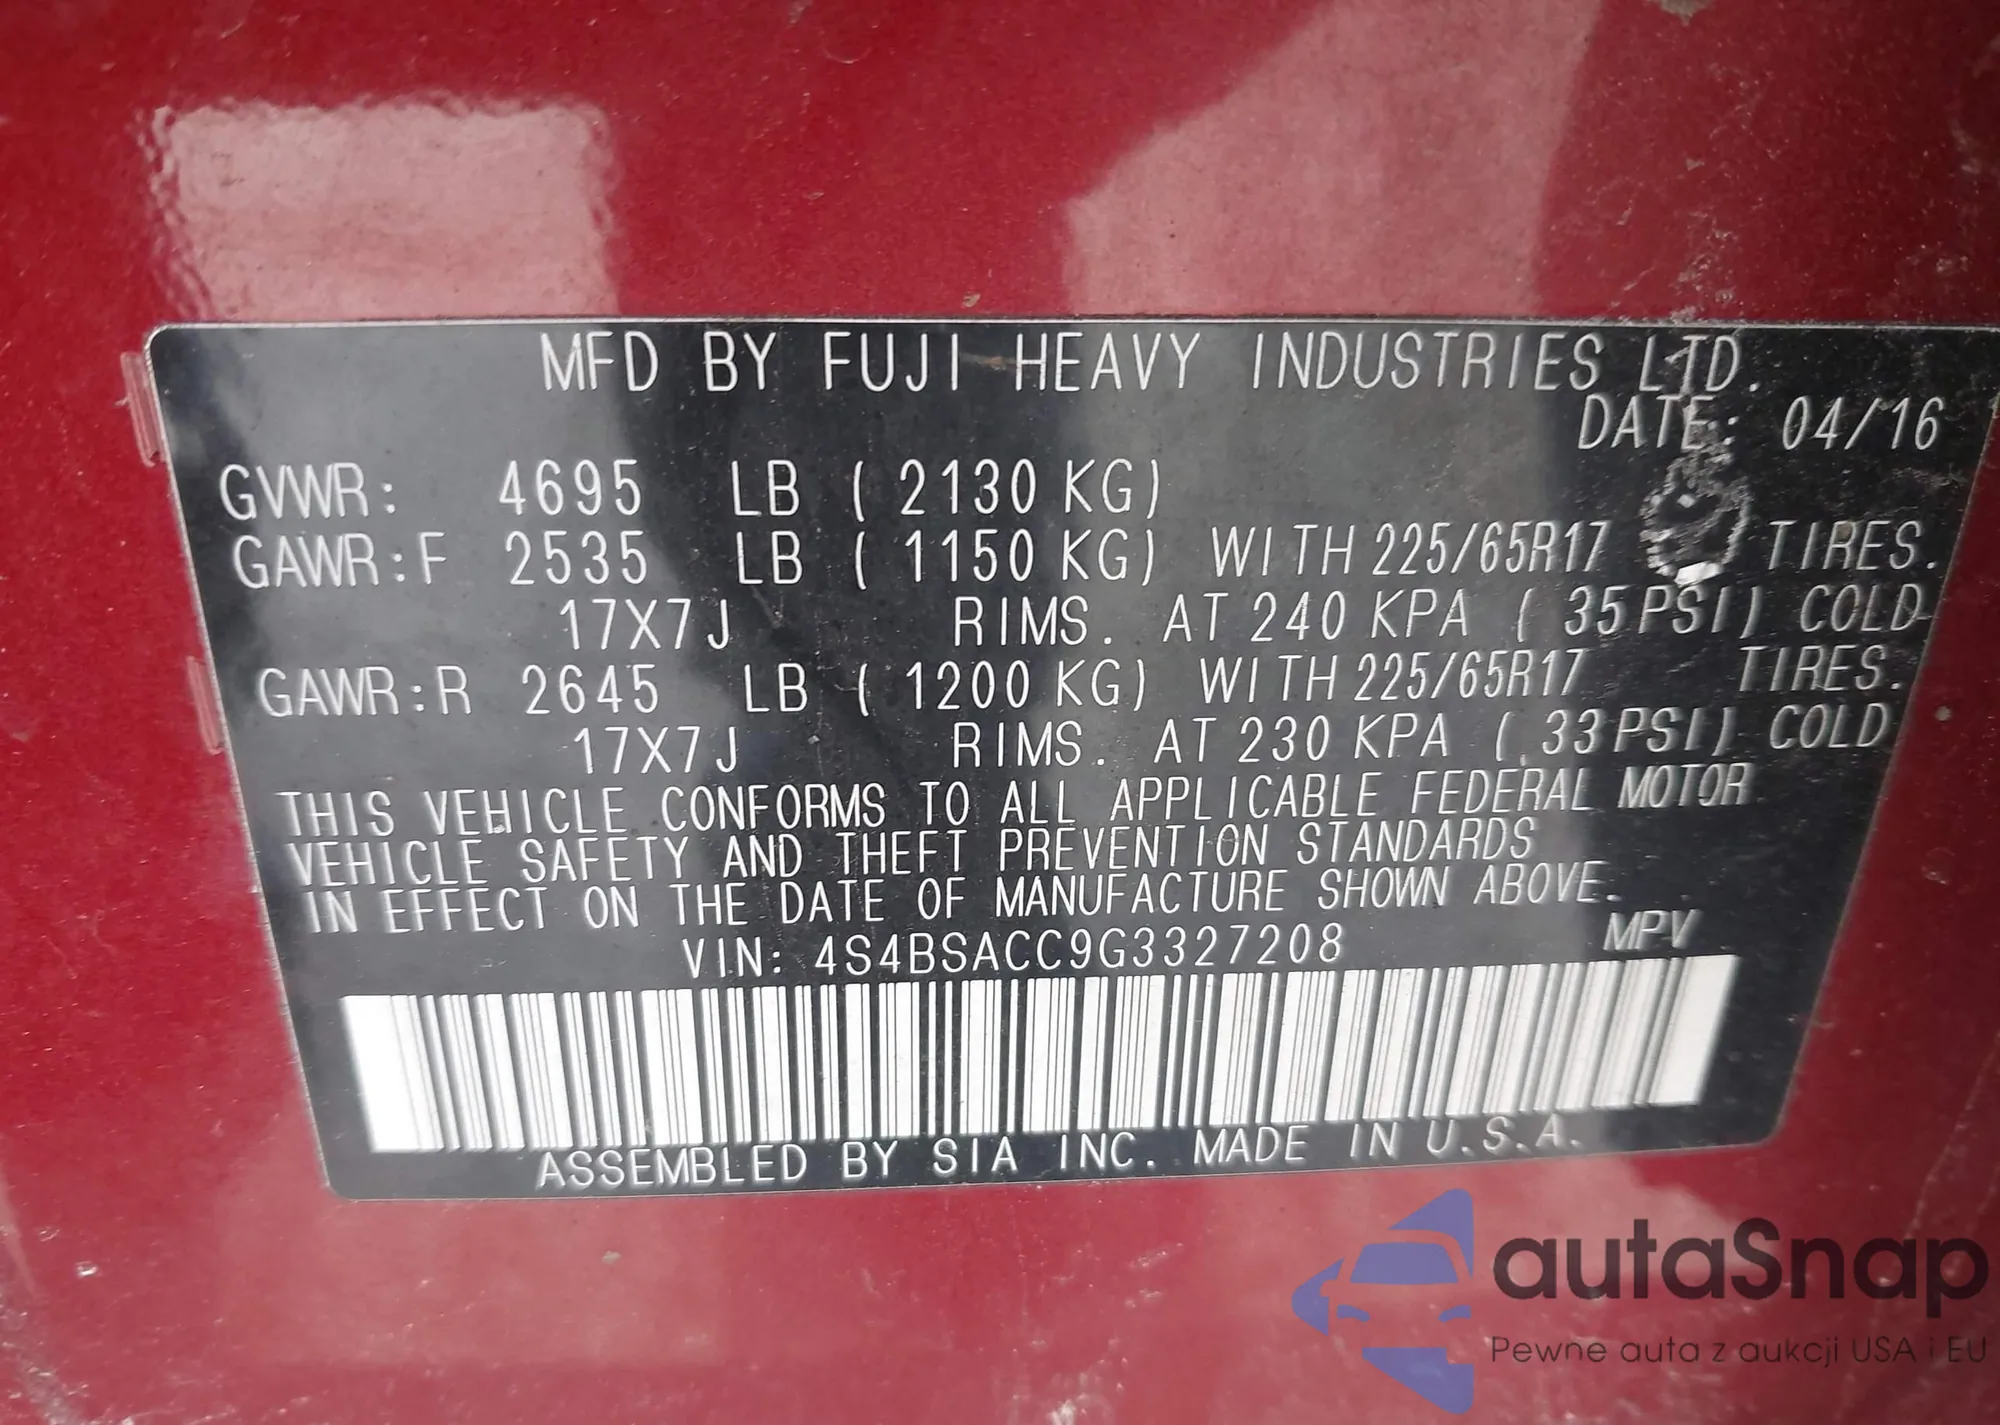 MFD BY FUJI HEAVY INDUSTRIES LTD.
DATE: 04/16
GVWR: 4695 LB ( 2130 KG)
GAWR:F 2535 LB ( 1150 KG) WITH 225/65R17 TIRES.
17X7J RIMS. AT 240 KPA ( 35PSI) COLD
GAWR:R 2645 LB ( 1200 KG) WITH 225/65R17 TIRES.
17X7J RIMS. AT 230 KPA ( 33PSI) COLD
THIS VEHICLE CONFORMS TO ALL APPLICABLE FEDERAL MOTOR
VEHICLE SAFETY AND THEFT PREVENTION STANDARDS
IN EFFECT ON THE DATE OF MANUFACTURE SHOWN ABOVE.
VIN: 4S4BSACC9G3327208 MPV
ASSEMBLED BY SIA INC. MADE IN U.S.A.
autaSnap
Pewne auta z aukcji USA i EU